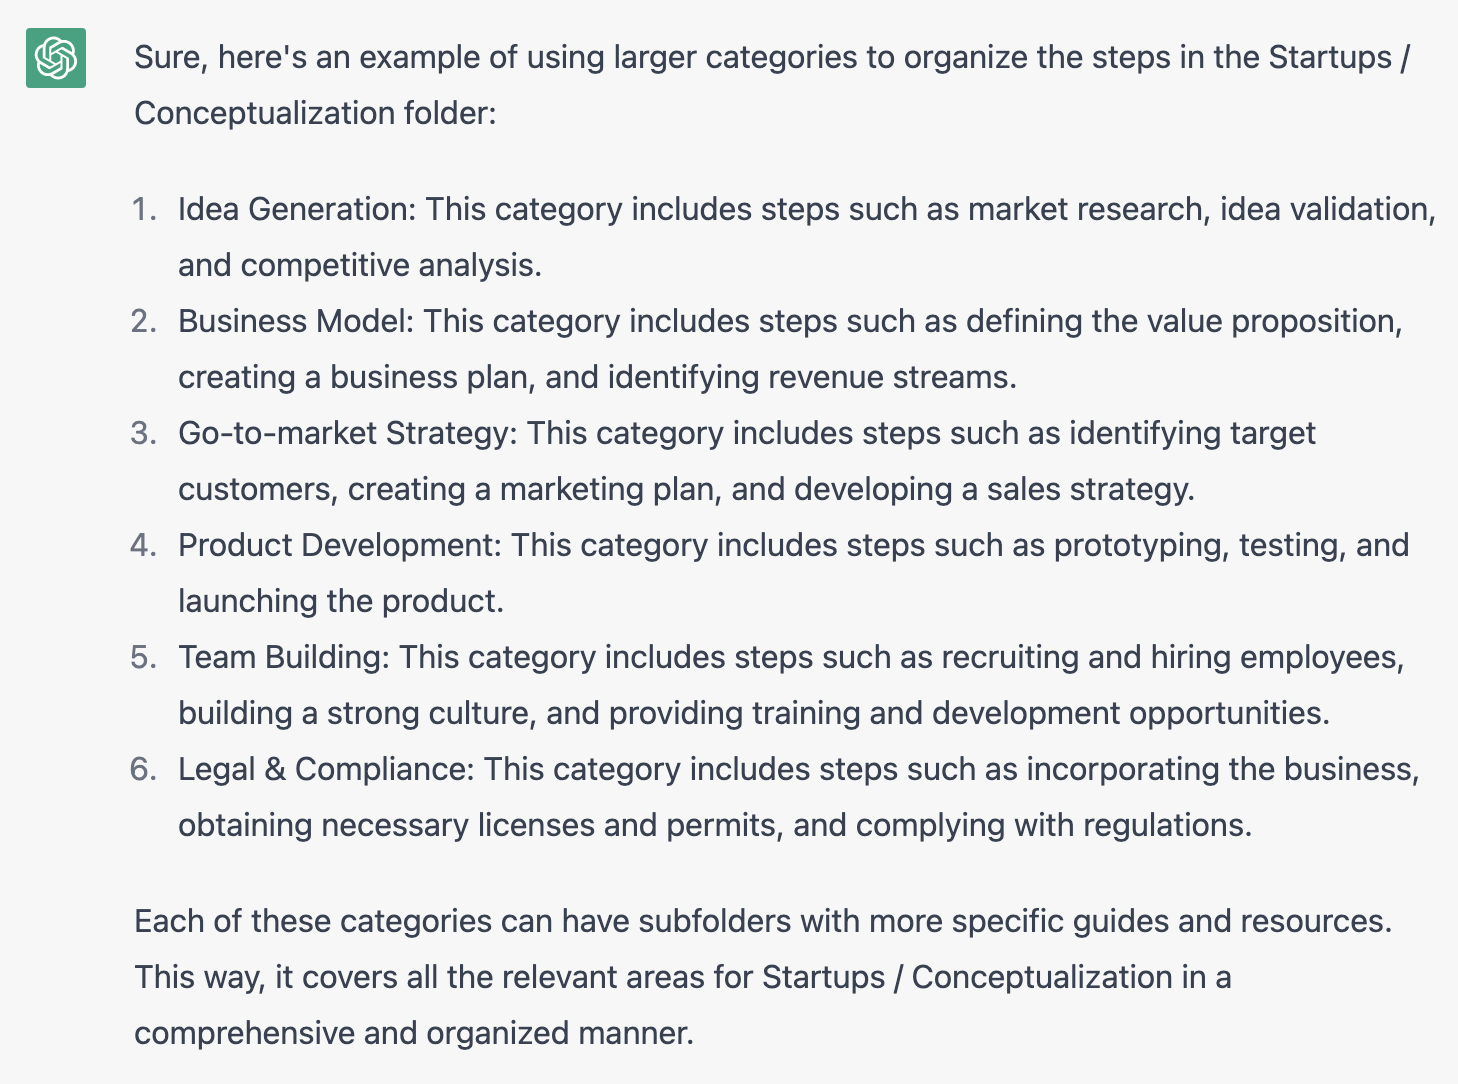 Sure, here's an example of using larger categories to organize the steps in the Startups /
Conceptualization folder:
1. Idea Generation: This category includes steps such as market research, idea validation,
and competitive analysis.
2. Business Model: This category includes steps such as defining the value proposition,
creating a business plan, and identifying revenue streams.
3. Go-to-market Strategy: This category includes steps such as identifying target
customers, creating a marketing plan, and developing a sales strategy.
4. Product Development: This category includes steps such as prototyping, testing, and
launching the product.
5. Team Building: This category includes steps such as recruiting and hiring employees,
building a strong culture, and providing training and development opportunities.
6. Legal & Compliance: This category includes steps such as incorporating the business,
obtaining necessary licenses and permits, and complying with regulations.
Each of these categories can have subfolders with more specific guides and resources.
This way, it covers all the relevant areas for Startups / Conceptualization in a
comprehensive and organized manner.